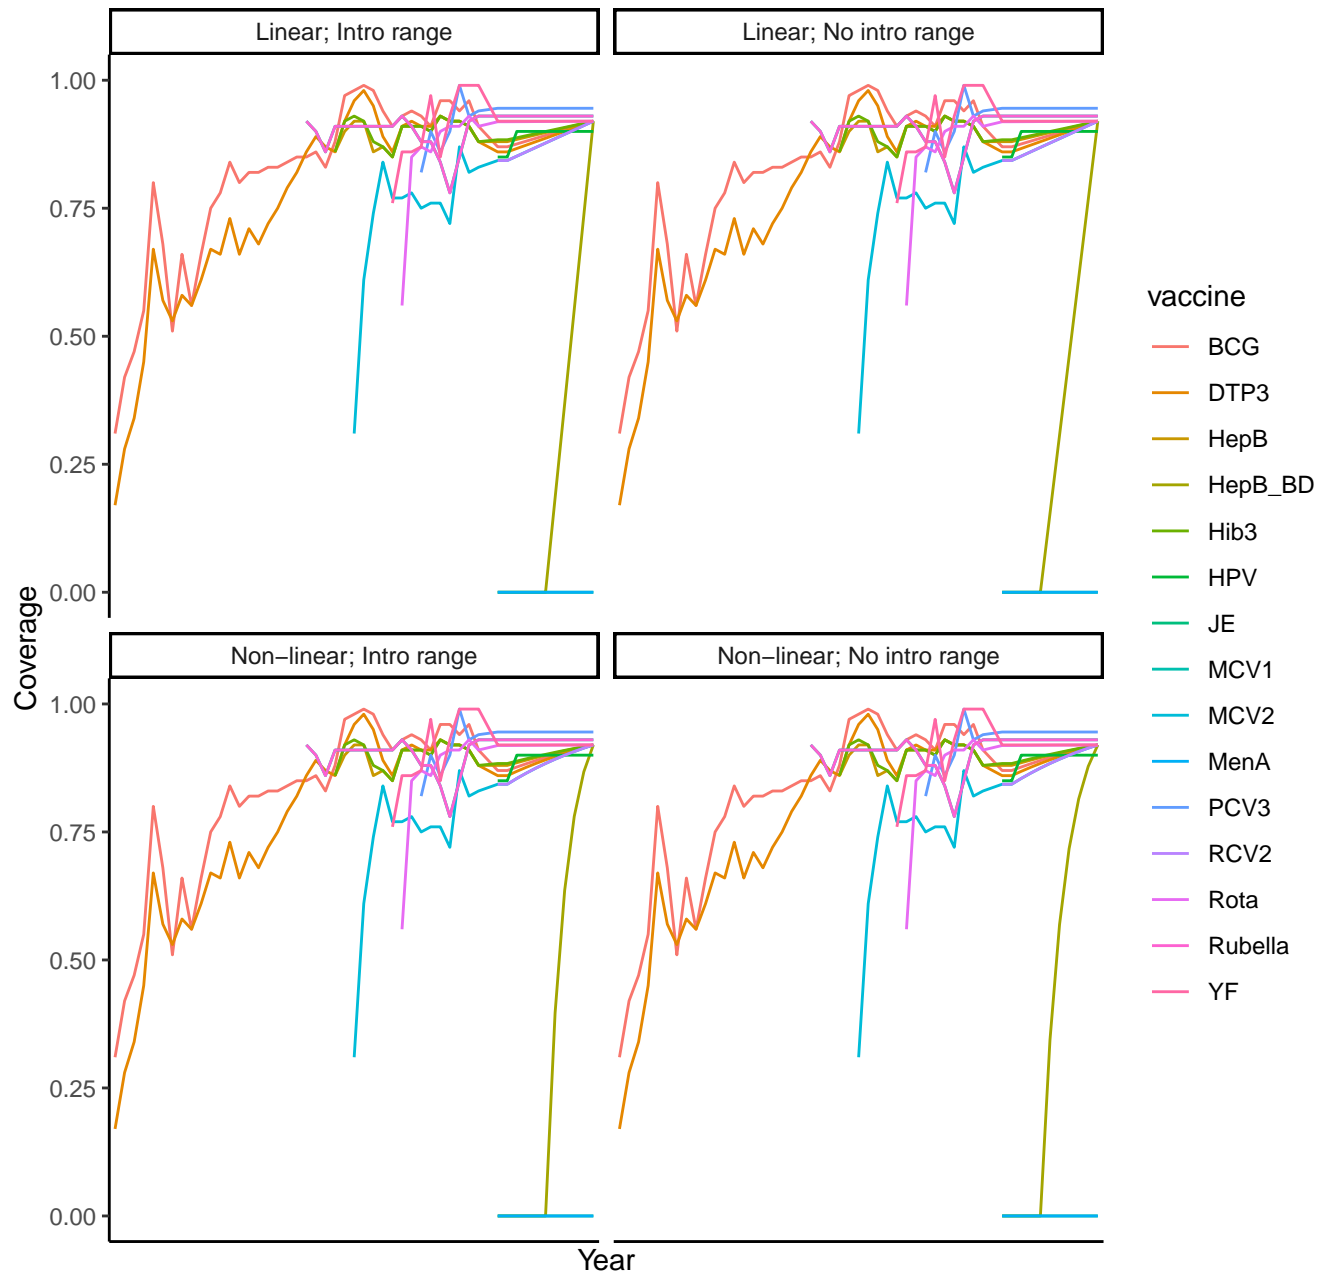 Linear; Intro range
Linear; No intro range
1.00
0.75
0.50
0.25
0.00
Non−linear; Intro range
Non−linear; No intro range
1.00
0.75
0.50
0.25
0.00
Coverage
Year
vaccine
BCG
DTP3
HepB
HepB_BD
Hib3
HPV
JE
MCV1
MCV2
MenA
PCV3
RCV2
Rota
Rubella
YF